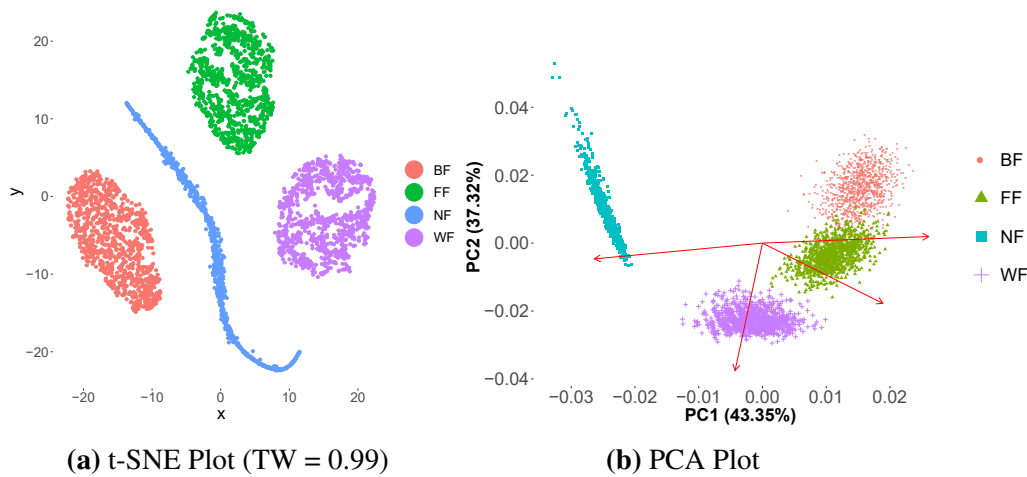 20
10
0
−10
−20
y
−20
−10
0
10
20
x
BF
FF
NF
WF
(a) t-SNE Plot (TW = 0.99)
0.04
0.02
0.00
−0.02
−0.04
PC2 (37.32%)
−0.03
−0.02
−0.01
0.00
0.01
0.02
PC1 (43.35%)
BF
FF
NF
WF
(b) PCA Plot